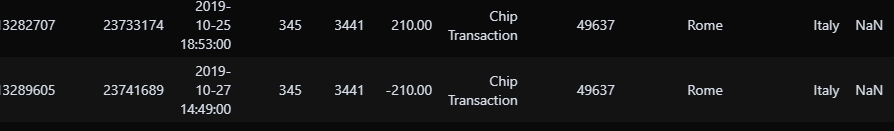 2019-
13282707 23733174 10-25 345 3441 210.00 Chip Transaction 49637 Rome Italy NaN
18:53:00
2019-
13289605 23741689 10-27 345 3441 -210.00 Chip Transaction 49637 Rome Italy NaN
14:49:00